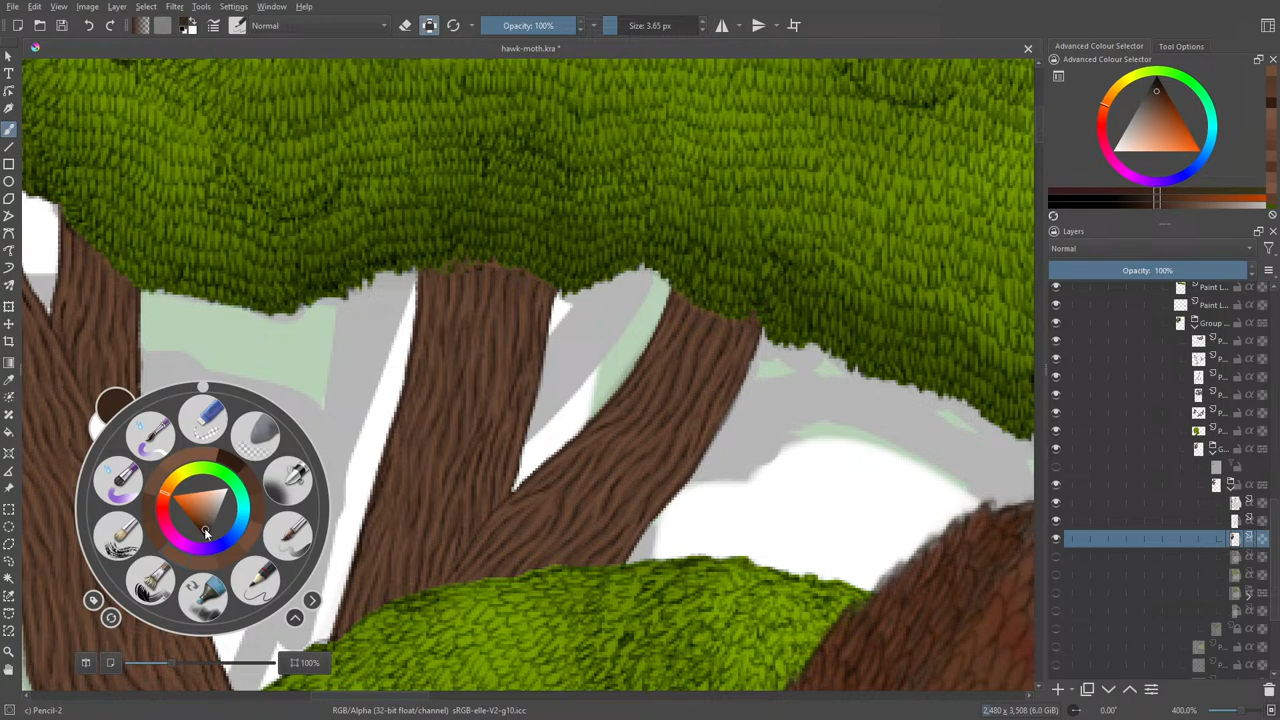 File Edit View Image Layer Select Filter Tools Settings Window Help
Normal Opacity: 100% Size: 3.65 px
hawk-moth.kra *
Advanced Colour Selector Tool Options
Advanced Colour Selector
Layers
Normal
Opacity: 100%
Paint L...
Paint L...
Group ...
P...
P...
P...
P...
P...
P...
G...
P...
P...
100%
c) Pencil-2 RGB/Alpha (32-bit float/channel) sRGB-elle-V2-g10.icc 2,480 x 3,508 (6.0 GiB) 0.00° 400.0%